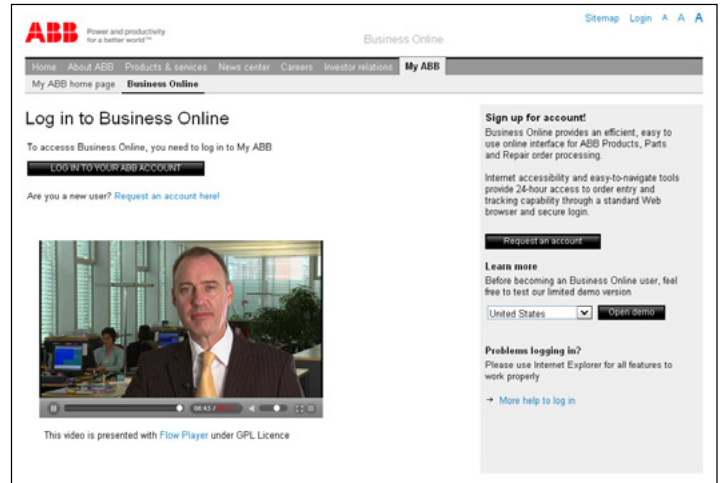 Sitemap Login A A A
ABB Power and productivity
for a better world™
Business Online
Home About ABB Products & services News center Careers Investor relations My ABB
My ABB home page Business Online
Log in to Business Online
To accesss Business Online, you need to log in to My ABB
LOG IN TO YOUR ABB ACCOUNT
Are you a new user? Request an account here!
06:43 /
This video is presented with Flow Player under GPL Licence
Sign up for account!
Business Online provides an efficient, easy to
use online interface for ABB Products, Parts
and Repair order processing.
Internet accessibility and easy-to-navigate tools
provide 24-hour access to order entry and
tracking capability through a standard Web
browser and secure login.
Request an account
Learn more
Before becoming an Business Online user, feel
free to test our limited demo version
United States Open demo
Problems logging in?
Please use Internet Explorer for all features to
work properly
→ More help to log in